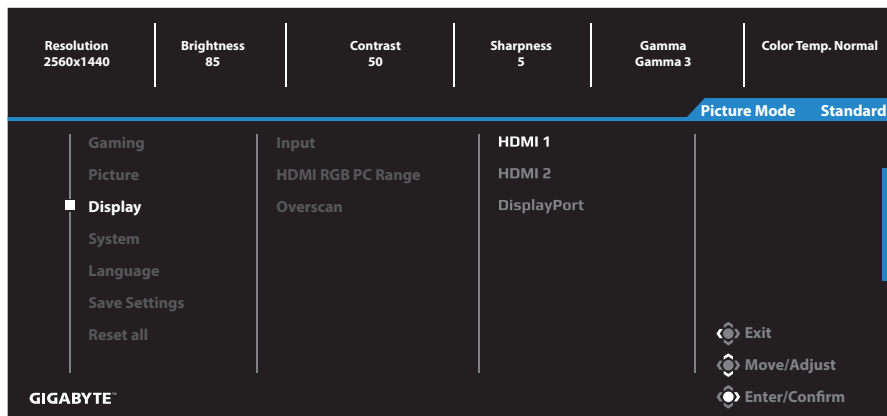 Resolution
2560x1440
Brightness
85
Contrast
50
Sharpness
5
Gamma
Gamma 3
Color Temp. Normal
Picture Mode Standard
Gaming
Picture
Display
System
Language
Save Settings
Reset all
Input
HDMI RGB PC Range
Overscan
HDMI 1
HDMI 2
DisplayPort
Exit
Move/Adjust
Enter/Confirm
GIGABYTE™